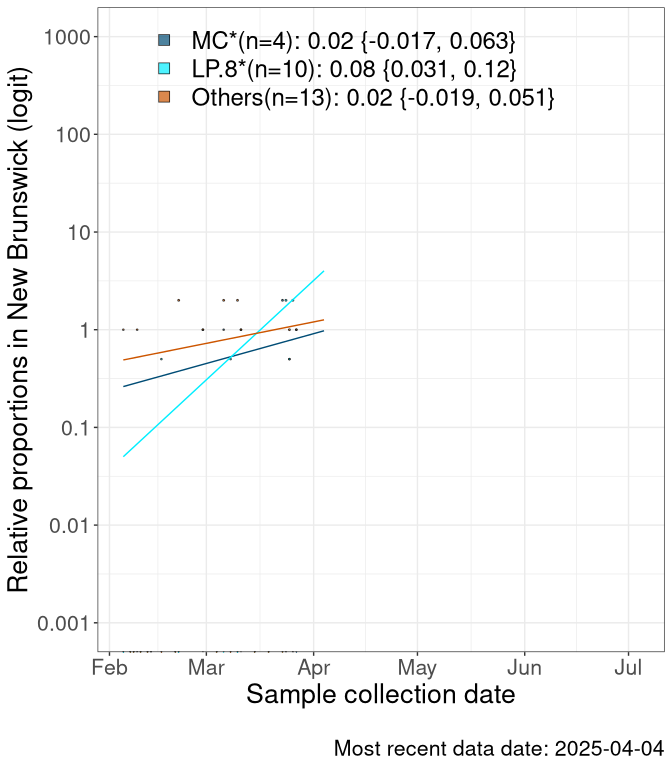 MC*(n=4): 0.02 {-0.017, 0.063}
LP.8*(n=10): 0.08 {0.031, 0.12}
Others(n=13): 0.02 {-0.019, 0.051}
Relative proportions in New Brunswick (logit)
1000
100
10
1
0.1
0.01
0.001
Feb Mar Apr May Jun Jul
Sample collection date
Most recent data date: 2025-04-04